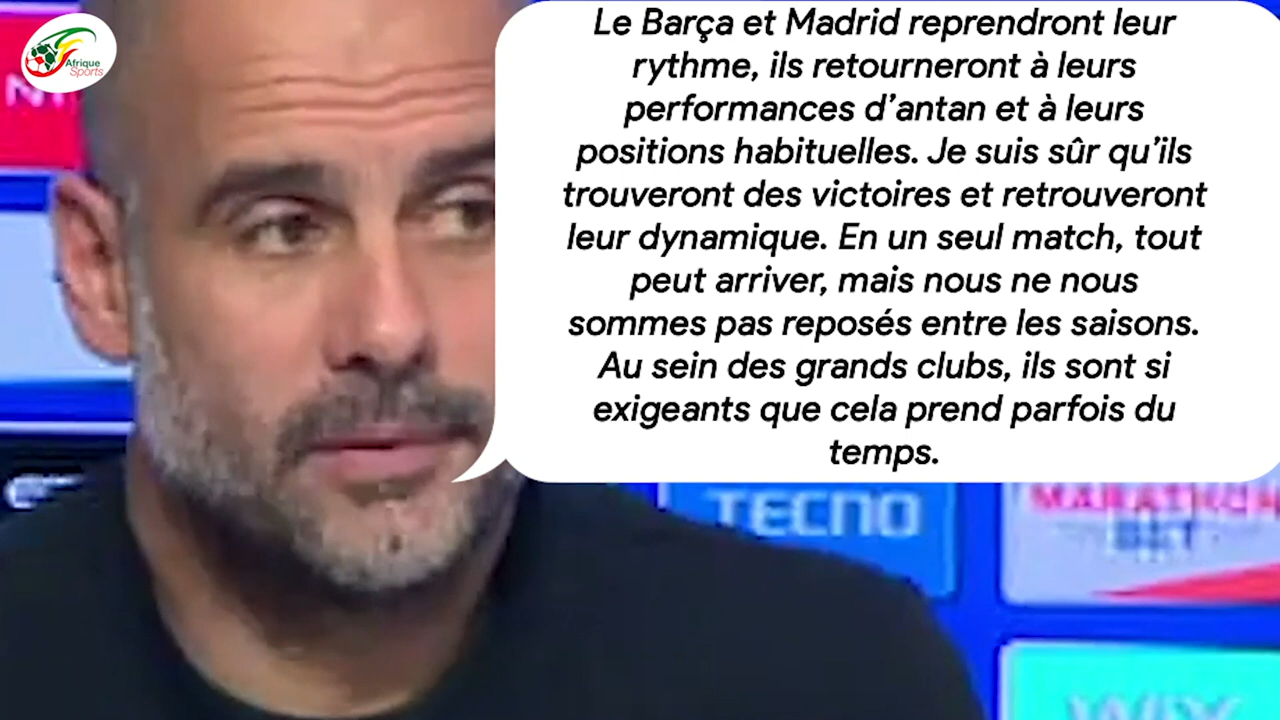 Afrique
Sports
Le Barça et Madrid reprendront leur
rythme, ils retourneront à leurs
performances d’antan et à leurs
positions habituelles. Je suis sûr qu’ils
trouveront des victoires et retrouveront
leur dynamique. En un seul match, tout
peut arriver, mais nous ne nous
sommes pas reposés entre les saisons.
Au sein des grands clubs, ils sont si
exigeants que cela prend parfois du
temps.
TECNO
MARATHON
BET
WIX